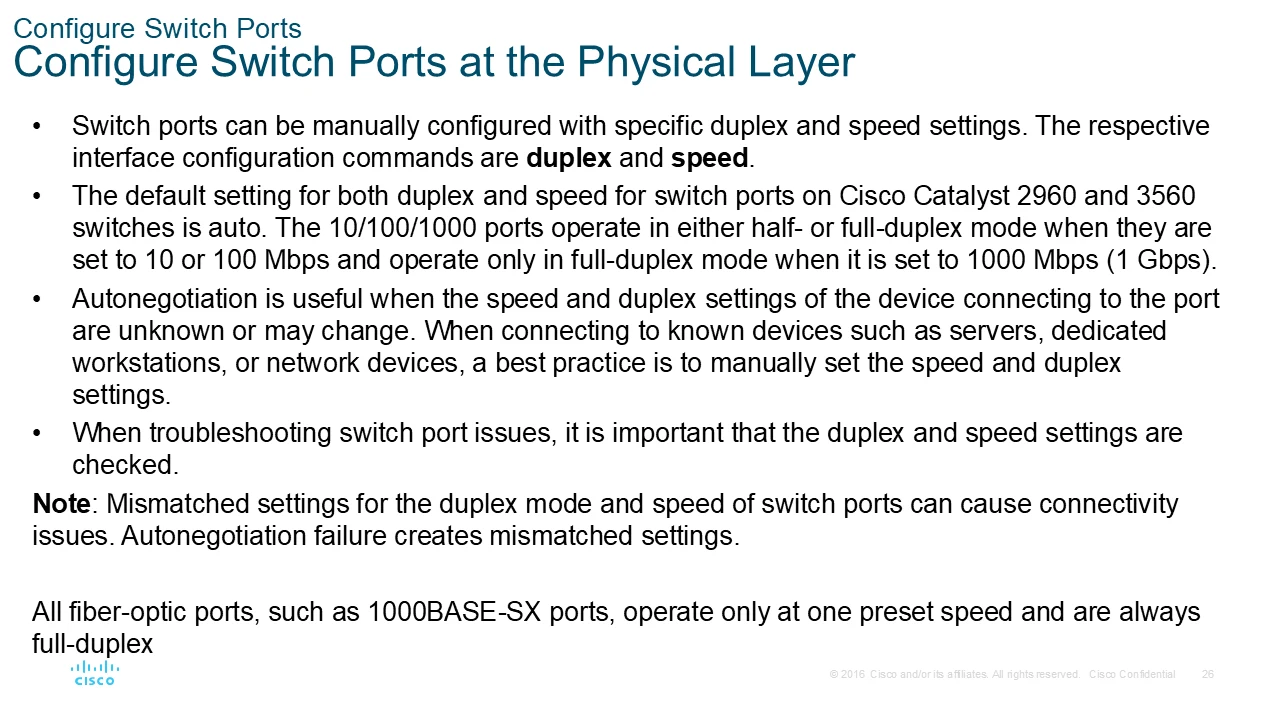 Configure Switch Ports
Configure Switch Ports at the Physical Layer
• Switch ports can be manually configured with specific duplex and speed settings. The respective
interface configuration commands are duplex and speed.
• The default setting for both duplex and speed for switch ports on Cisco Catalyst 2960 and 3560
switches is auto. The 10/100/1000 ports operate in either half- or full-duplex mode when they are
set to 10 or 100 Mbps and operate only in full-duplex mode when it is set to 1000 Mbps (1 Gbps).
• Autonegotiation is useful when the speed and duplex settings of the device connecting to the port
are unknown or may change. When connecting to known devices such as servers, dedicated
workstations, or network devices, a best practice is to manually set the speed and duplex
settings.
• When troubleshooting switch port issues, it is important that the duplex and speed settings are
checked.
Note: Mismatched settings for the duplex mode and speed of switch ports can cause connectivity
issues. Autonegotiation failure creates mismatched settings.
All fiber-optic ports, such as 1000BASE-SX ports, operate only at one preset speed and are always
full-duplex
CISCO
© 2016 Cisco and/or its affiliates. All rights reserved. Cisco Confidential 26